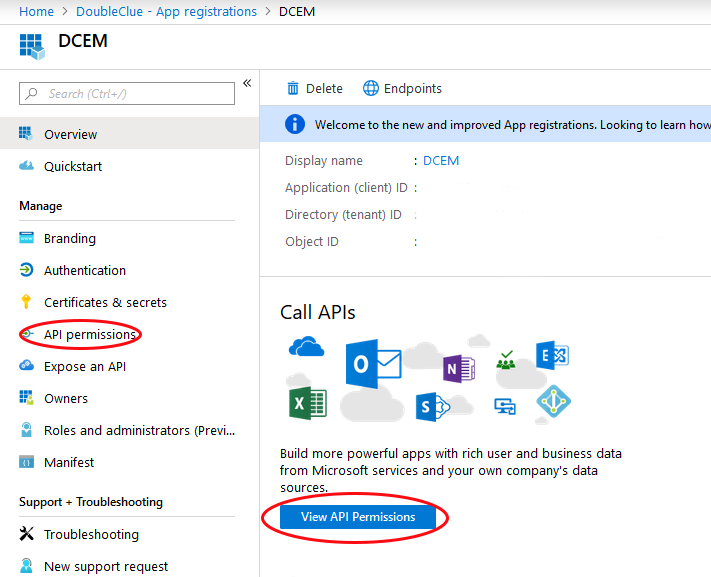 Home > DoubleClue - App registrations > DCEM
DCEM
«
Search (Ctrl+/)
Overview
Quickstart
Manage
Branding
Authentication
Certificates & secrets
API permissions
Expose an API
Owners
Roles and administrators (Previ...
Manifest
Support + Troubleshooting
Troubleshooting
New support request
Delete
Endpoints
Welcome to the new and improved App registrations. Looking to learn how
Display name : DCEM
Application (client) ID :
Directory (tenant) ID :
Object ID :
Call APIs
Build more powerful apps with rich user and business data
from Microsoft services and your own company's data
sources.
View API Permissions